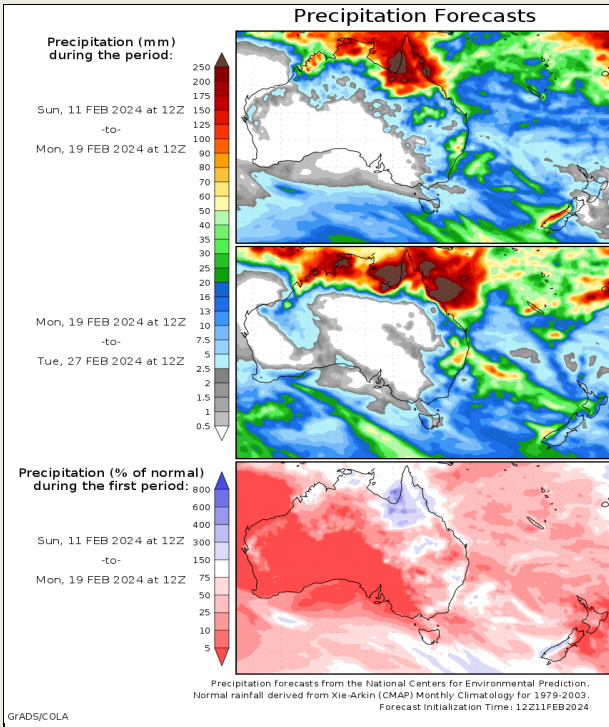 Precipitation Forecasts
Precipitation (mm)
during the period:
Sun, 11 FEB 2024 at 12Z
-to-
Mon, 19 FEB 2024 at 12Z
250
200
175
150
125
100
90
80
70
60
50
40
35
30
25
20
16
13
10
7.5
5
2.5
2
1.5
1
0.5
Mon, 19 FEB 2024 at 12Z
-to-
Tue, 27 FEB 2024 at 12Z
Precipitation (% of normal)
during the first period:
Sun, 11 FEB 2024 at 12Z
-to-
Mon, 19 FEB 2024 at 12Z
800
600
400
300
150
75
50
25
10
5
Precipitation forecasts from the National Centers for Environmental Prediction.
Normal rainfall derived from Xie-Arkin (CMAP) Monthly Climatology for 1979-2003.
Forecast Initialization Time: 12Z11FEB2024
GrADS/COLA